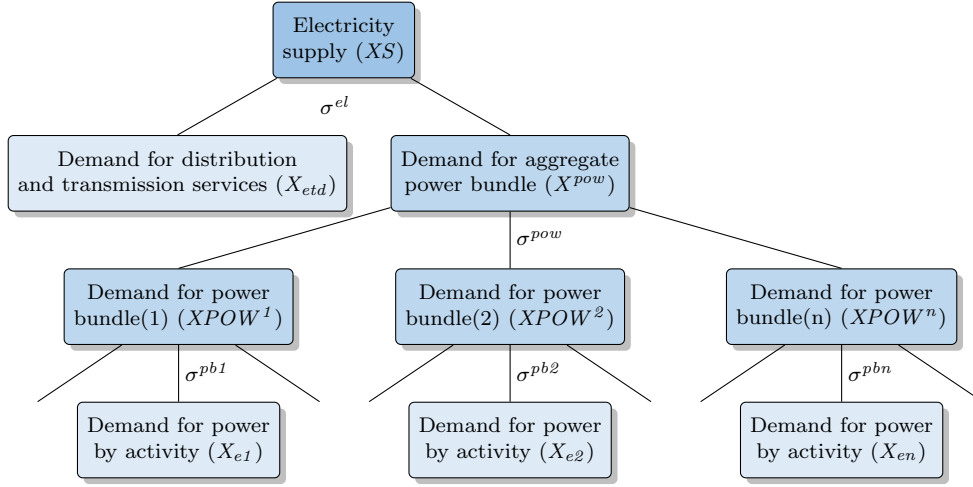 Electricity
supply (XS)
σ^el
Demand for distribution
and transmission services (X_etd)
Demand for aggregate
power bundle (X^pow)
σ^pow
Demand for power
bundle(1) (XPOW^1)
Demand for power
bundle(2) (XPOW^2)
Demand for power
bundle(n) (XPOW^n)
σ^pb1
σ^pb2
σ^pbn
Demand for power
by activity (X_e1)
Demand for power
by activity (X_e2)
Demand for power
by activity (X_en)